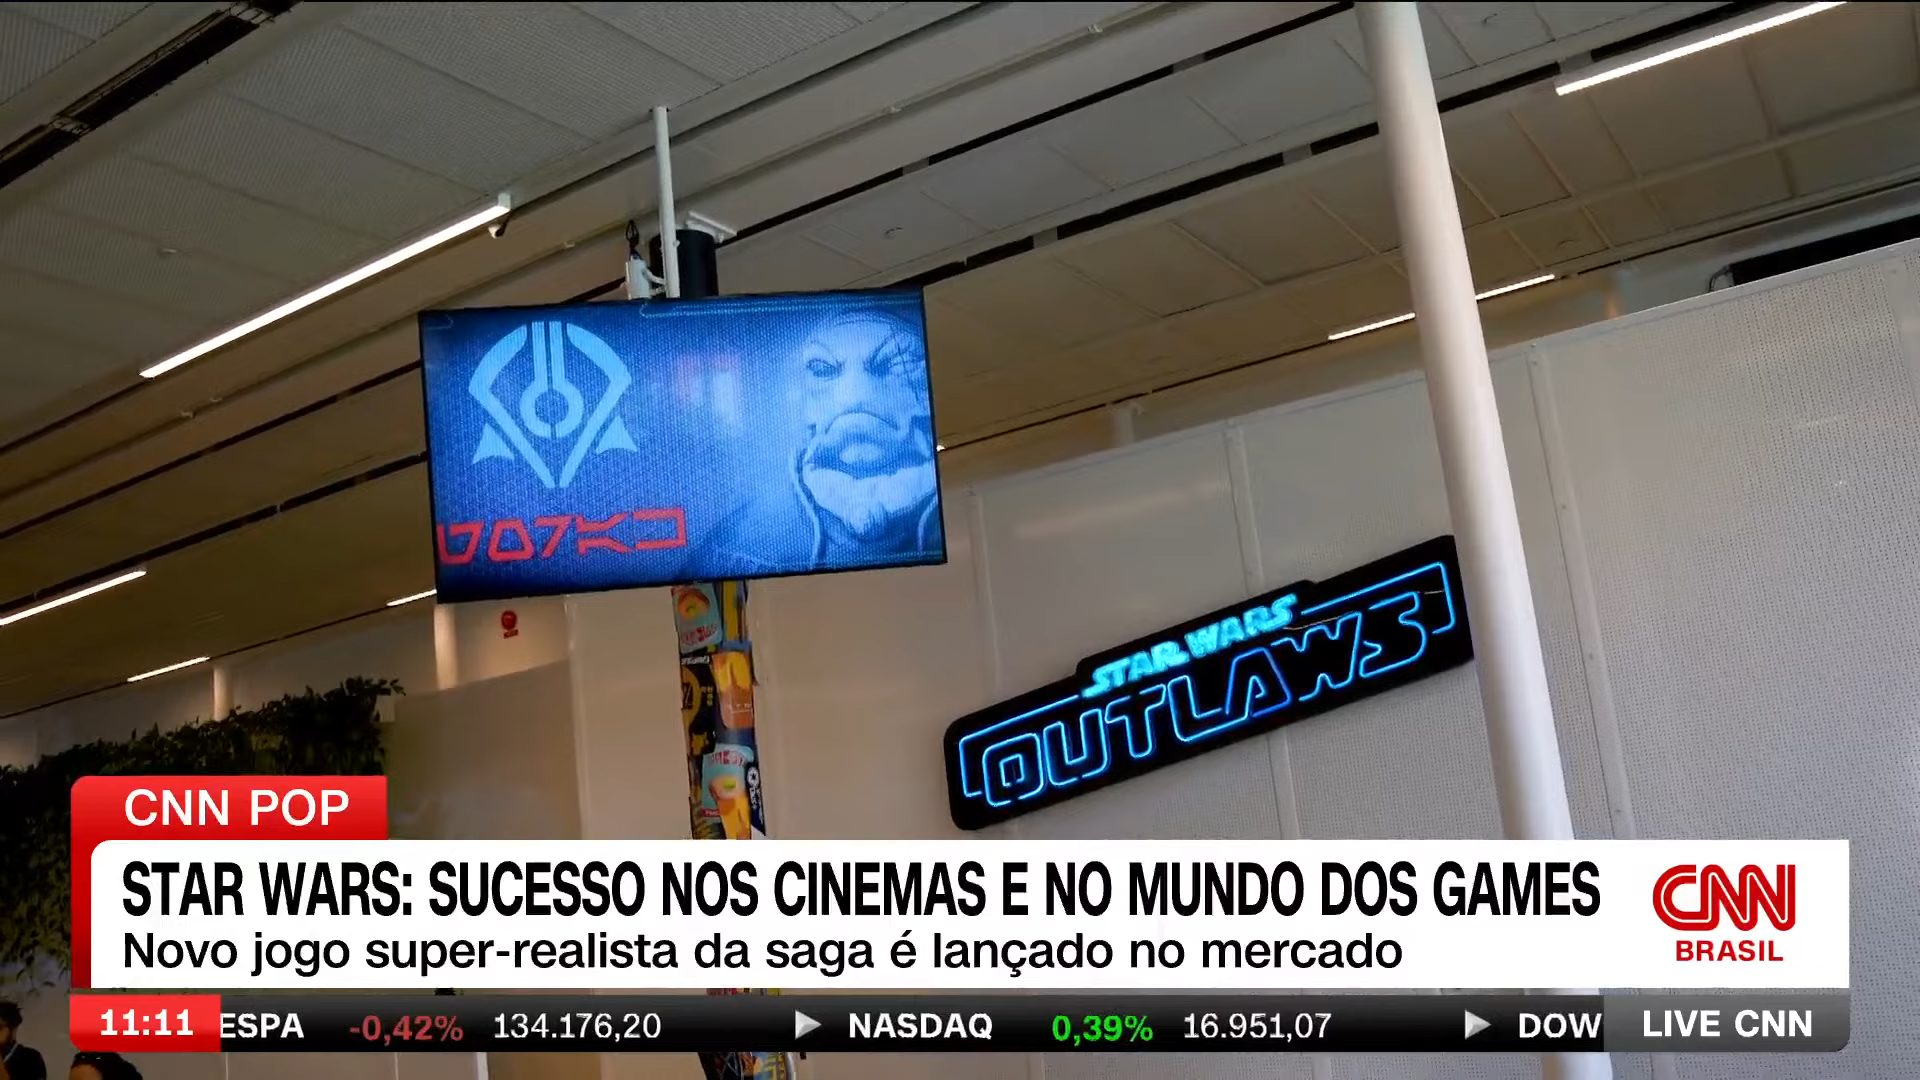 STAR WARS
OUTLAWS
CNN POP
STAR WARS: SUCESSO NOS CINEMAS E NO MUNDO DOS GAMES
Novo jogo super-realista da saga é lançado no mercado
CNN
BRASIL
11:11
ESPA -0,42% 134.176,20 NASDAQ 0,39% 16.951,07 DOW
LIVE CNN